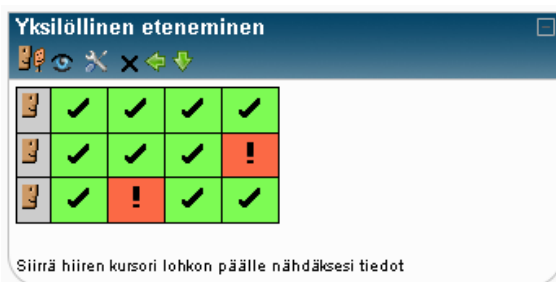 Yksilöllinen eteneminen
Siirrä hiiren kursori lohkon päälle nähdäksesi tiedot